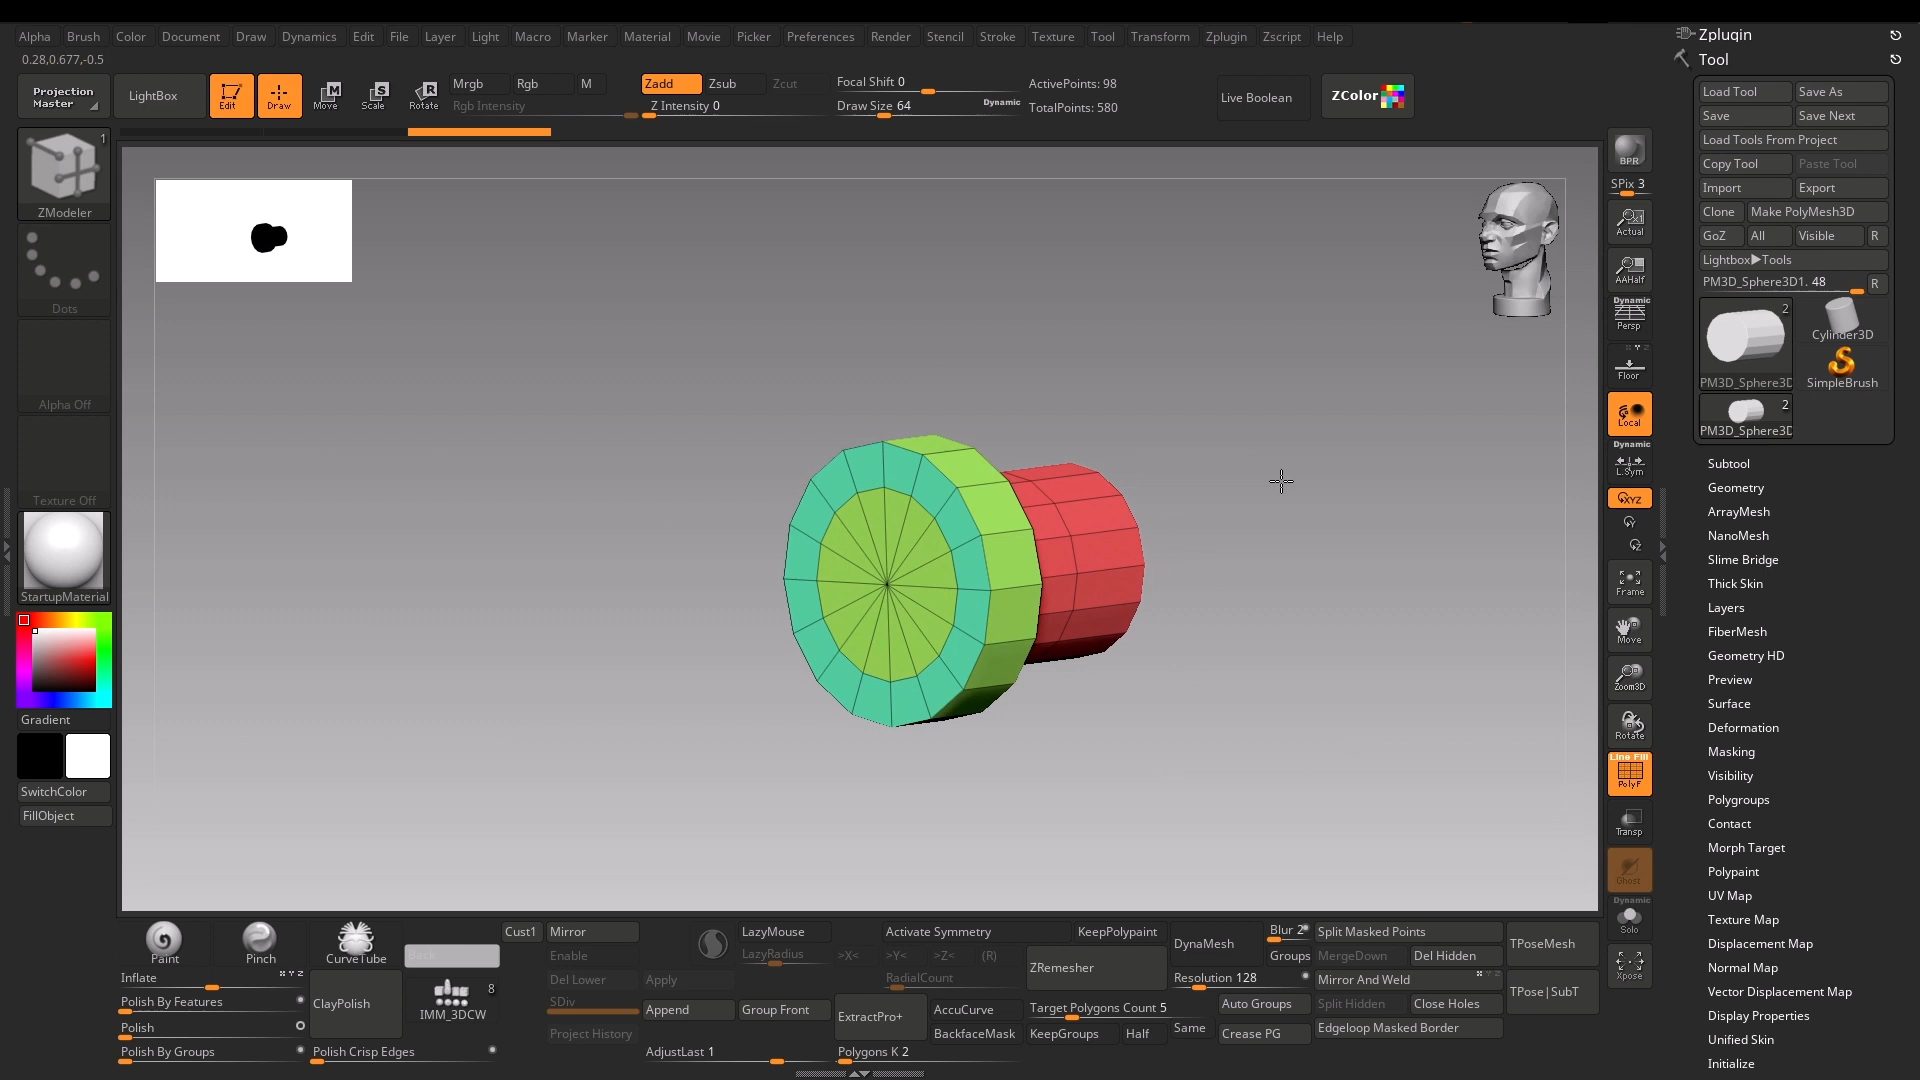 Alpha Brush Color Document Draw Dynamics Edit File Layer Light Macro Marker Material Movie Picker Preferences Render Stencil Stroke Texture Tool Transform Zplugin Zscript Help
Zplugin
0.28,0.677,-0.5
Tool
Projection Master
LightBox
Edit
Draw
Move
Scale
Rotate
Mrgb Rgb M
Rgb Intensity
Zadd Zsub Zcut
Z Intensity 0
Focal Shift 0
Draw Size 64
Dynamic
ActivePoints: 98
TotalPoints: 580
Live Boolean
ZColor
Load Tool Save As
Save Save Next
Load Tools From Project
Copy Tool Paste Tool
Import Export
Clone Make PolyMesh3D
GoZ All Visible R
Lightbox▶Tools
PM3D_Sphere3D1. 48 R
2
Cylinder3D
PM3D_Sphere3D SimpleBrush
2
PM3D_Sphere3D
Subtool
Geometry
ArrayMesh
NanoMesh
Slime Bridge
Thick Skin
Layers
FiberMesh
Geometry HD
Preview
Surface
Deformation
Masking
Visibility
Polygroups
Contact
Morph Target
Polypaint
UV Map
Texture Map
Displacement Map
Normal Map
Vector Displacement Map
Display Properties
Unified Skin
Initialize
1
ZModeler
Dots
Alpha Off
Texture Off
StartupMaterial
Gradient
SwitchColor
FillObject
BPR
SPix 3
Actual
AAHalf
Dynamic
Persp
Floor
Local
Dynamic
L.Sym
XYZ
Y
Z
Frame
Move
Zoom3D
Rotate
Line Fill
PolyF
Transp
Ghost
Dynamic
Solo
Xpose
Paint
Pinch
CurveTube
Back
Inflate
Polish By Features
Polish
Polish By Groups
ClayPolish
8
IMM_3DCW
Polish Crisp Edges
Cust1
Mirror
Enable
Del Lower
SDiv
Project History
LazyMouse
LazyRadius
Apply
Append
Group Front
AdjustLast 1
Activate Symmetry
>X< >Y< >Z< (R)
RadialCount
ExtractPro+
AccuCurve
BackfaceMask
Polygons K 2
KeepPolypaint
ZRemesher
Target Polygons Count 5
KeepGroups
Half
Same
DynaMesh
Blur 2
Groups
Resolution 128
Auto Groups
Crease PG
Split Masked Points
MergeDown Del Hidden
Mirror And Weld
Split Hidden Close Holes
Edgeloop Masked Border
TPoseMesh
TPose|SubT